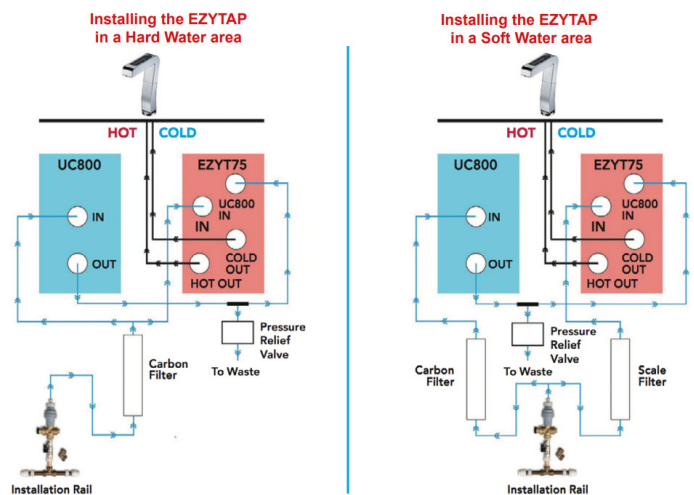 Installing the EZYTAP
in a Hard Water area
HOT
COLD
UC800
EZYT75
IN
UC800
IN
IN
OUT
COLD
OUT
HOT OUT
Pressure
Relief
Valve
To Waste
Carbon
Filter
Installation Rail
Installing the EZYTAP
in a Soft Water area
HOT
COLD
UC800
EZYT75
IN
UC800
IN
IN
OUT
COLD
OUT
HOT OUT
Pressure
Relief
Valve
To Waste
Carbon
Filter
Scale
Filter
Installation Rail